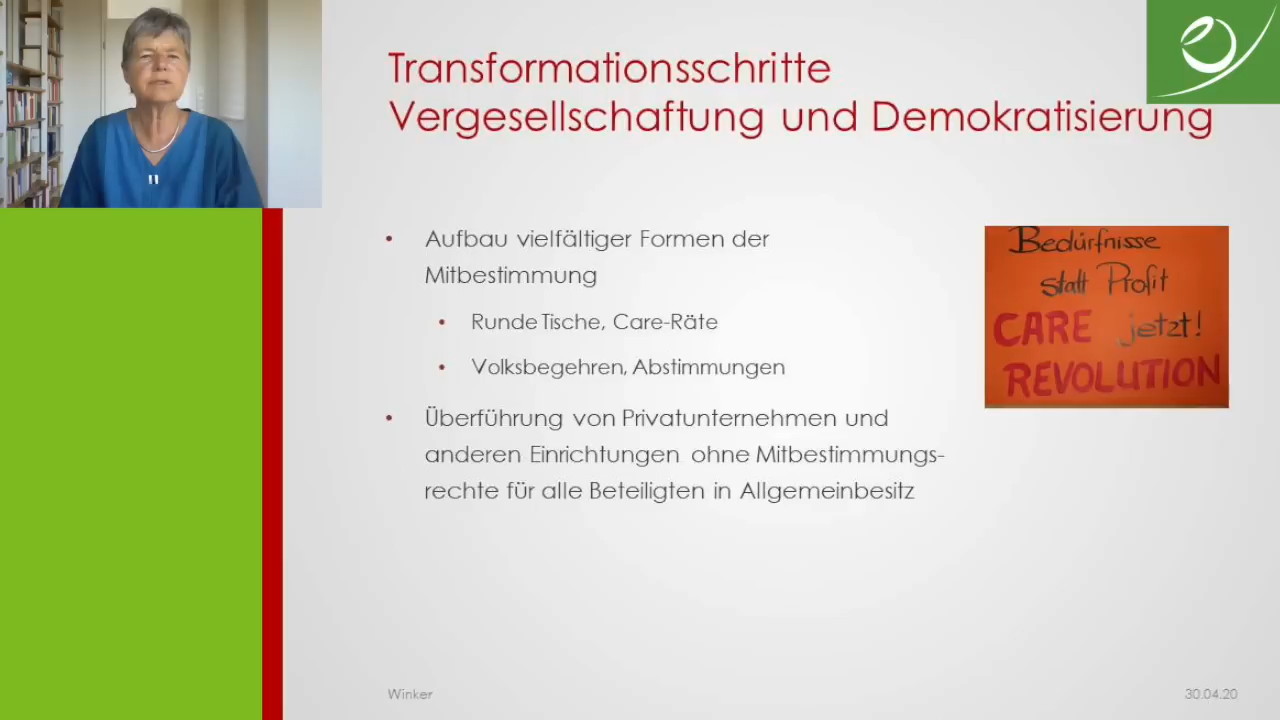 Transformationsschritte
Vergesellschaftung und Demokratisierung
• Aufbau vielfältiger Formen der
Mitbestimmung
• Runde Tische, Care-Räte
• Volksbegehren, Abstimmungen
• Überführung von Privatunternehmen und
anderen Einrichtungen ohne Mitbestimmungs-
rechte für alle Beteiligten in Allgemeinbesitz
Bedürfnisse
statt Profit
CARE jetzt!
REVOLUTION
Winker
30.04.20